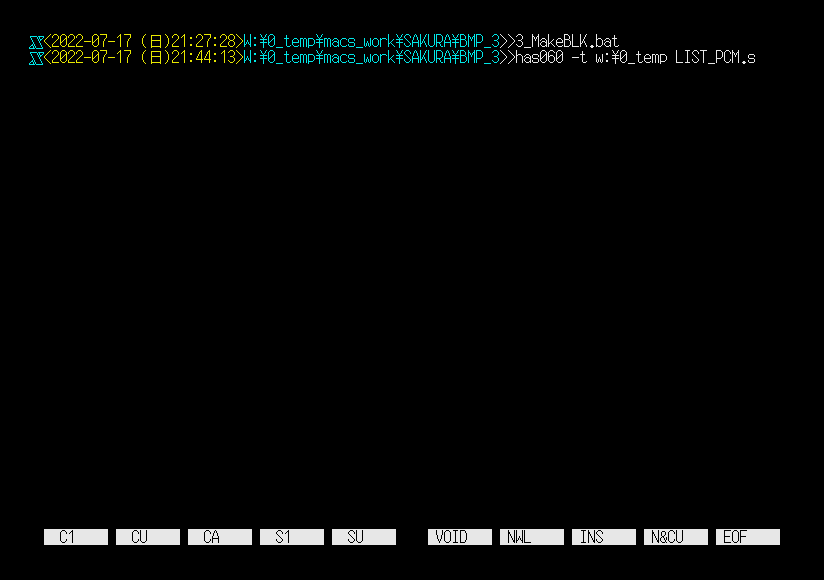 <2022-07-17 (日)21:27:28>W:¥0_temp¥macs_work¥SAKURA¥BMP_3>>3_MakeBLK.bat
<2022-07-17 (日)21:44:13>W:¥0_temp¥macs_work¥SAKURA¥BMP_3>>has060 -t w:¥0_temp LIST_PCM.s
C1 CU CA S1 SU VOID NWL INS N&CU EOF